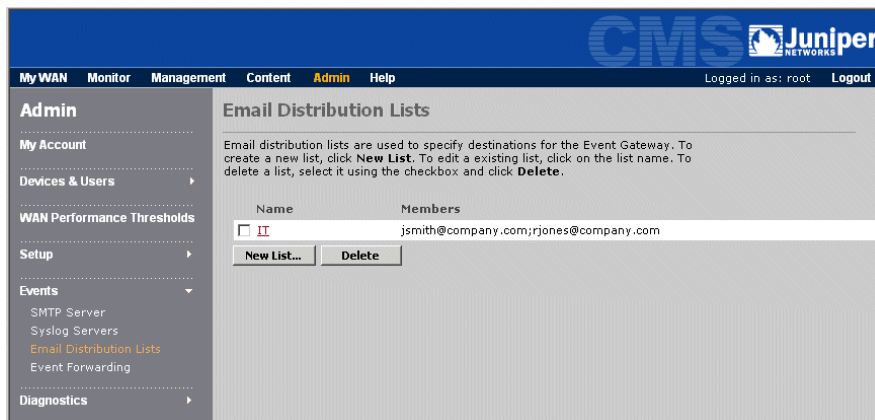 CMS Juniper NETWORKS
My WAN Monitor Management Content Admin Help Logged in as: root Logout
Admin
My Account
Devices & Users
WAN Performance Thresholds
Setup
Events
SMTP Server
Syslog Servers
Email Distribution Lists
Event Forwarding
Diagnostics
Email Distribution Lists
Email distribution lists are used to specify destinations for the Event Gateway. To
create a new list, click New List. To edit a existing list, click on the list name. To
delete a list, select it using the checkbox and click Delete.
Name Members
IT jsmith@company.com;rjones@company.com
New List... Delete